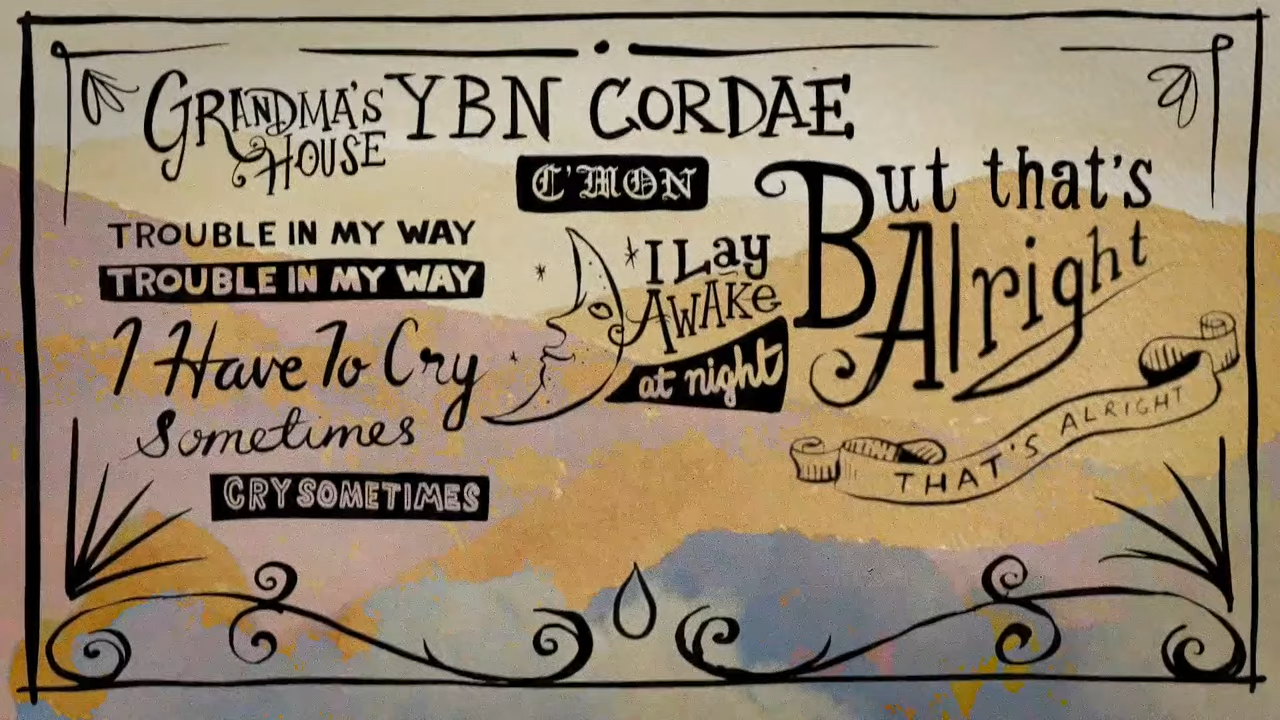 GRANDMA'S
HOUSE
YBN CORDAE
C'MON
TROUBLE IN MY WAY
TROUBLE IN MY WAY
I Have To Cry
Sometimes
CRY SOMETIMES
I Lay
AWAKe
at night
But that's
Alright
THAT'S ALRIGHT